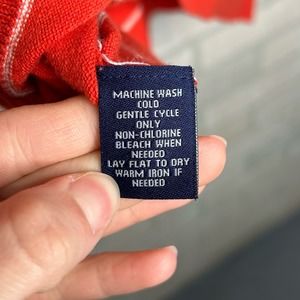 MACHINE WASH
COLD
GENTLE CYCLE
ONLY
NON-CHLORINE
BLEACH WHEN
NEEDED
LAY FLAT TO DRY
WARM IRON IF
NEEDED